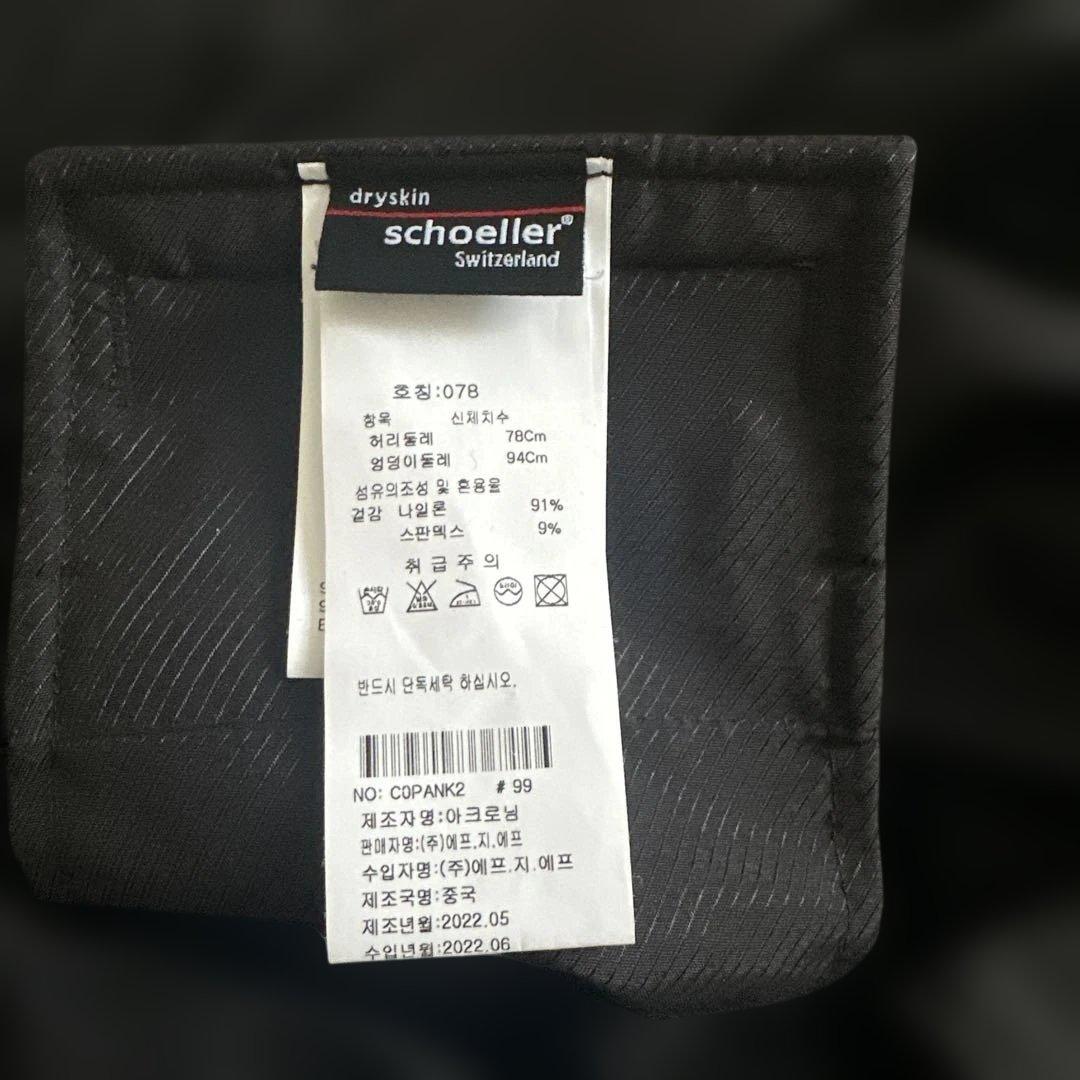 dryskin
schoeller®
Switzerland
호칭:078
항목 신체치수
허리둘레 78Cm
엉덩이둘레 94Cm
섬유의조성 및 혼용율
겉감 나일론 91%
스판덱스 9%
취급주의
반드시 단독세탁 하십시오.
NO: C0PANK2 # 99
제조자명:아크로님
판매자명:(주)에프.지.에프
수입자명:(주)에프.지.에프
제조국명:중국
제조년월:2022.05
수입년월:2022.06